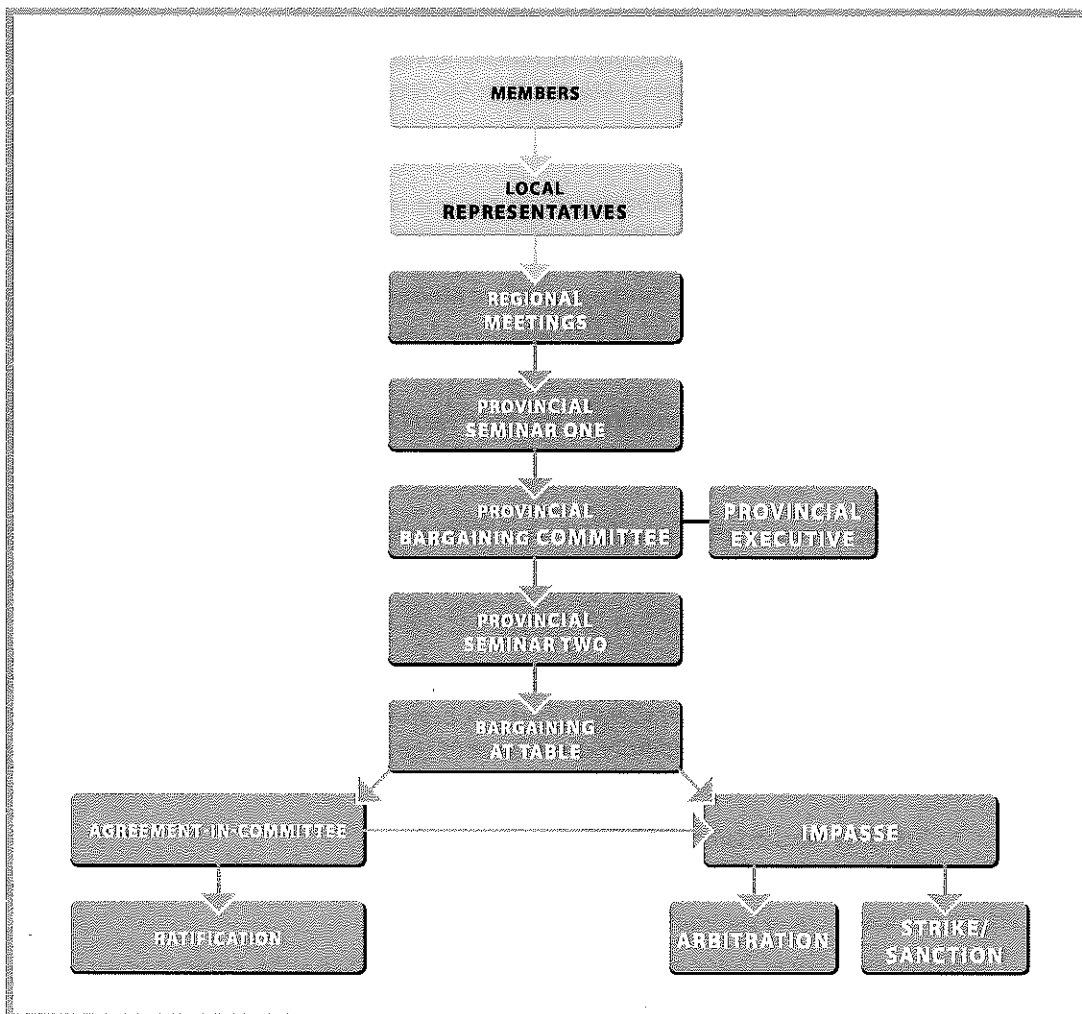 MEMBERS
LOCAL
REPRESENTATIVES
REGIONAL
MEETINGS
PROVINCIAL
SEMINAR ONE
PROVINCIAL
BARGAINING COMMITTEE
PROVINCIAL
EXECUTIVE
PROVINCIAL
SEMINAR TWO
BARGAINING
AT TABLE
AGREEMENT-IN-COMMITTEE
IMPASSE
RATIFICATION
ARBITRATION
STRIKE/
SANCTION